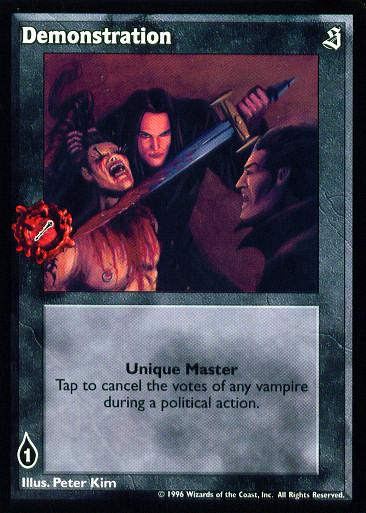 Demonstration
Unique Master
Tap to cancel the votes of any vampire
during a political action.
1
Illus. Peter Kim
© 1996 Wizards of the Coast, Inc. All Rights Reserved.